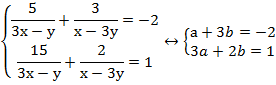 { 5/(3x − y) + 3/(x − 3y) = −2 ↔ { a + 3b = −2
{ 15/(3x − y) + 2/(x − 3y) = 1 ↔ { 3a + 2b = 1